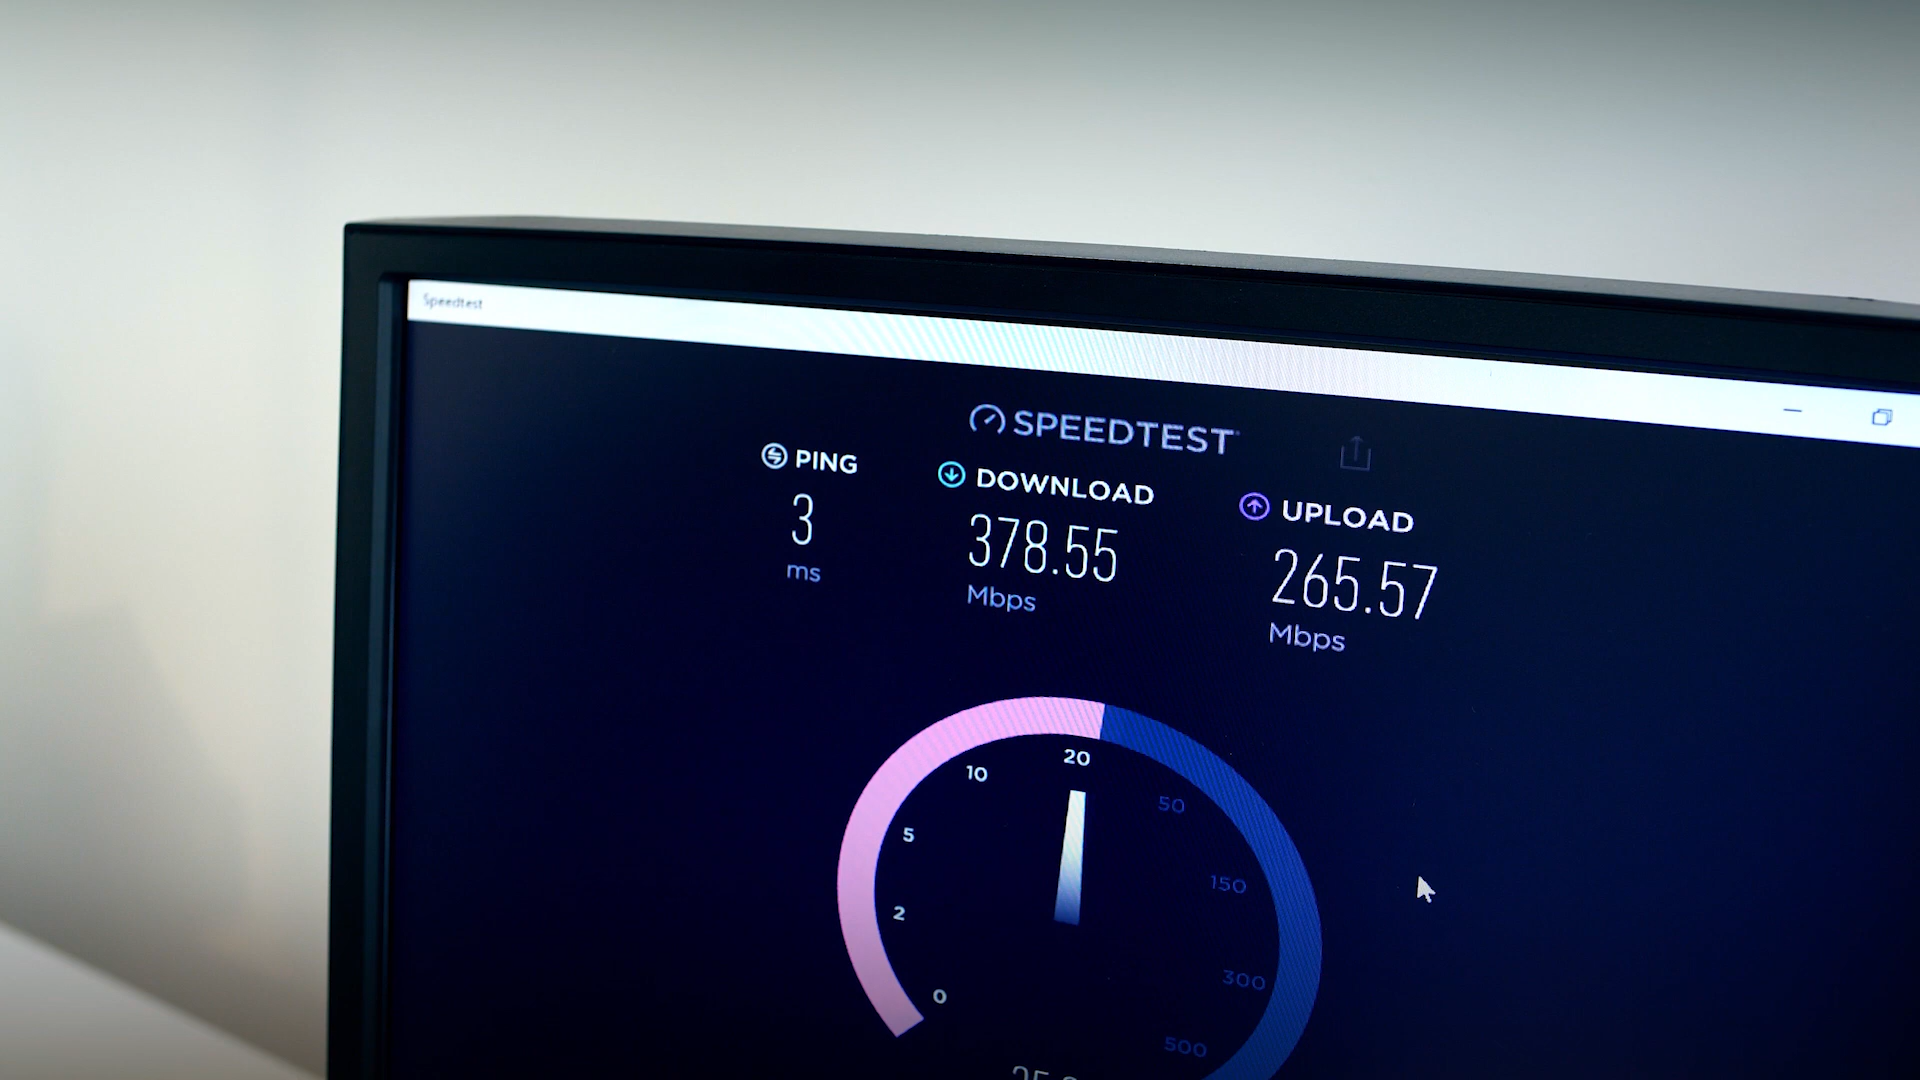 Speedtest
SPEEDTEST
PING
3
ms
DOWNLOAD
378.55
Mbps
UPLOAD
265.57
Mbps
0
2
5
10
20
50
150
300
500